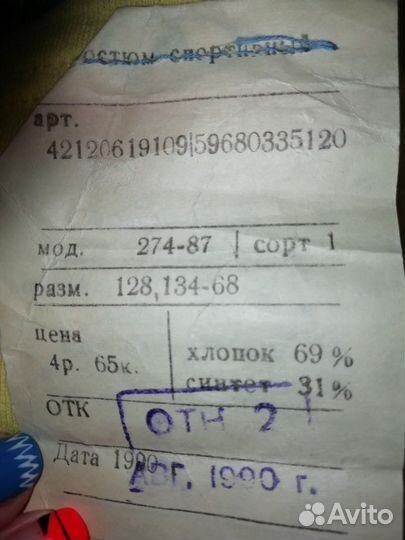 костюм спортивный
арт.
42120619109|59680335120
мод. 274-87 | сорт 1
разм. 128,134-68
цена
4р. 65к.
хлопок 69%
синтет 31%
ОТК
ОТН 2
Дата 1990
АВГ. 1990 г.
Avito